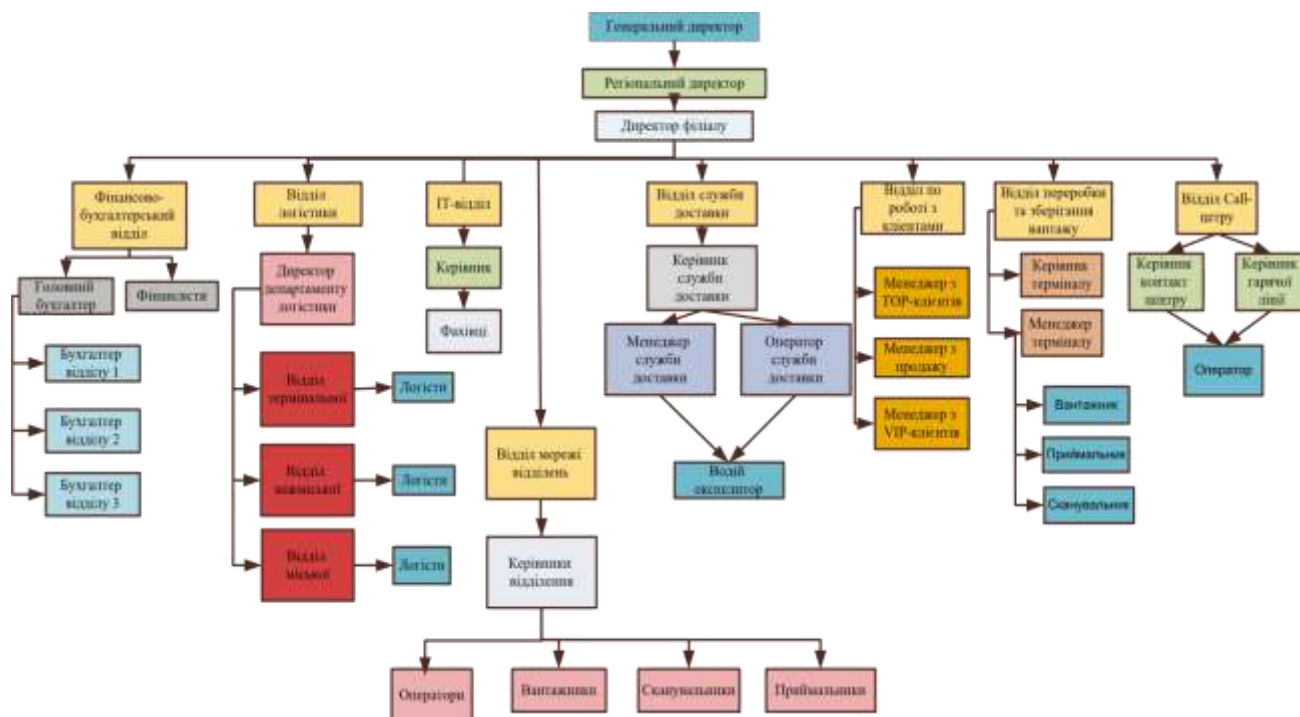 Генеральний директор
Регіональний директор
Директор філіалу
Фінансово-
бухгалтерський
відділ
Відділ
логістики
ІТ-відділ
Відділ служби
доставки
Відділ по
роботі з
клієнтами
Відділ переробки
та зберігання
вантажу
Відділ Call-
цетру
Головний
бухгалтер
Фінансисти
Директор
департаменту
логістики
Керівник
Керівник
служби
доставки
Керівник
терміналу
Керівник
контакт
центру
Керівник
гарячої
лінії
Менеджер з
ТОР-клієнтів
Фахівці
Менеджер
служби
доставки
Оператор
служби
доставки
Менеджер з
продажу
Менеджер
терміналу
Оператор
Бухгалтер
відділу 1
Відділ
термінальної
Логісти
Бухгалтер
відділу 2
Менеджер з
VIP-клієнтів
Вантажник
Відділ мережі
відділень
Приймальник
Бухгалтер
відділу 3
Відділ
міжміської
Логісти
Водій
експедитор
Сканувальник
Відділ
міської
Логісти
Керівники
відділення
Оператори
Вантажники
Сканувальники
Приймальники